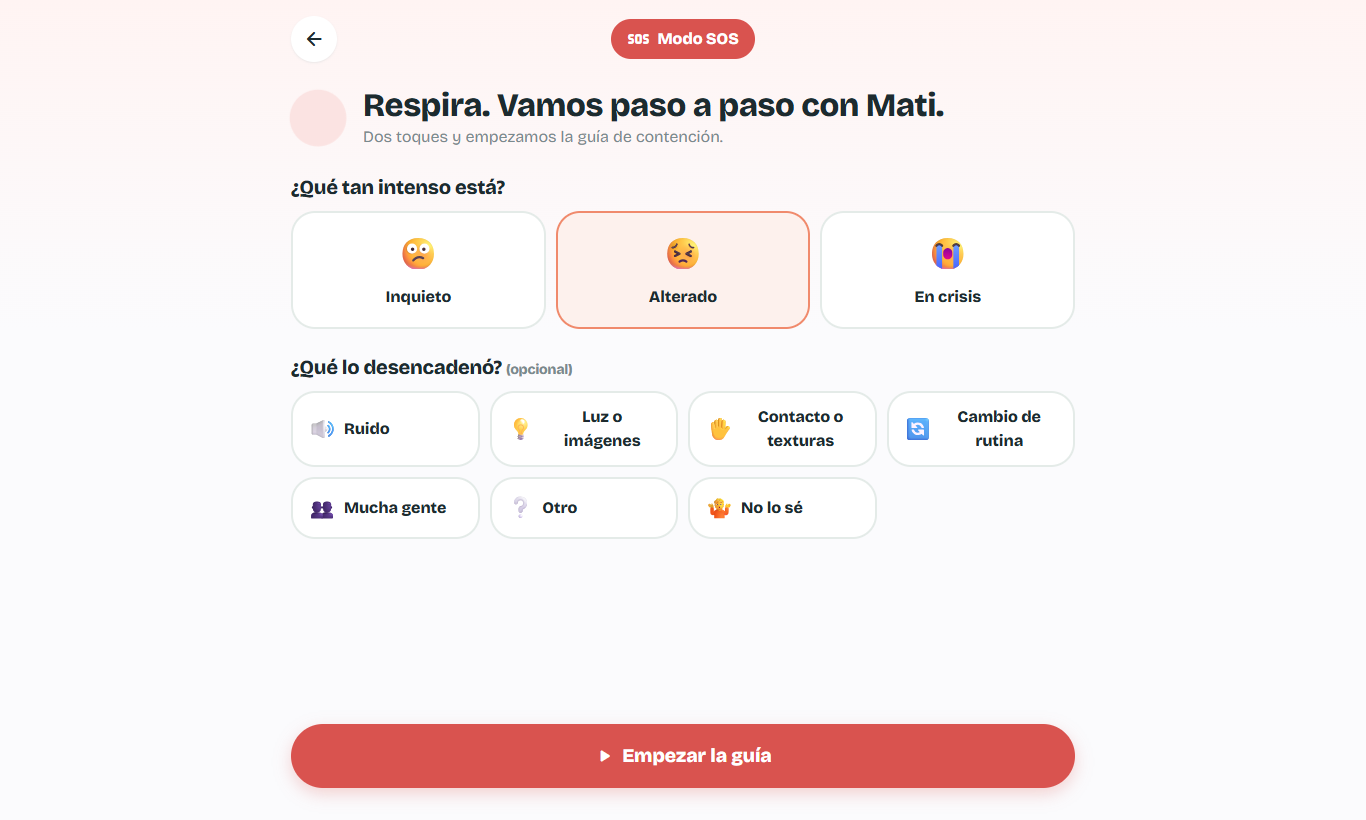 SOS Modo SOS
Respira. Vamos paso a paso con Mati.
Dos toques y empezamos la guía de contención.
¿Qué tan intenso está?
Inquieto
Alterado
En crisis
¿Qué lo desencadenó? (opcional)
Ruido
Luz o
imágenes
Contacto o
texturas
Cambio de
rutina
Mucha gente
Otro
No lo sé
Empezar la guía